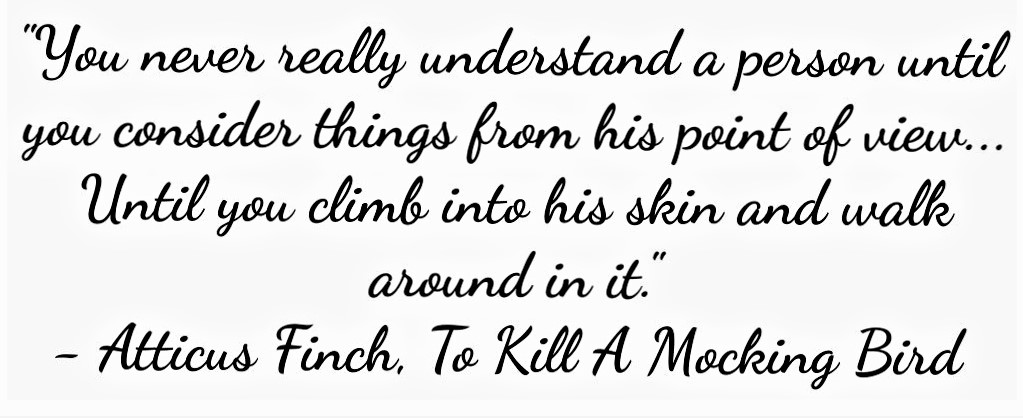 "You never really understand a person until
you consider things from his point of view...
Until you climb into his skin and walk
around in it."
- Atticus Finch, To Kill A Mocking Bird